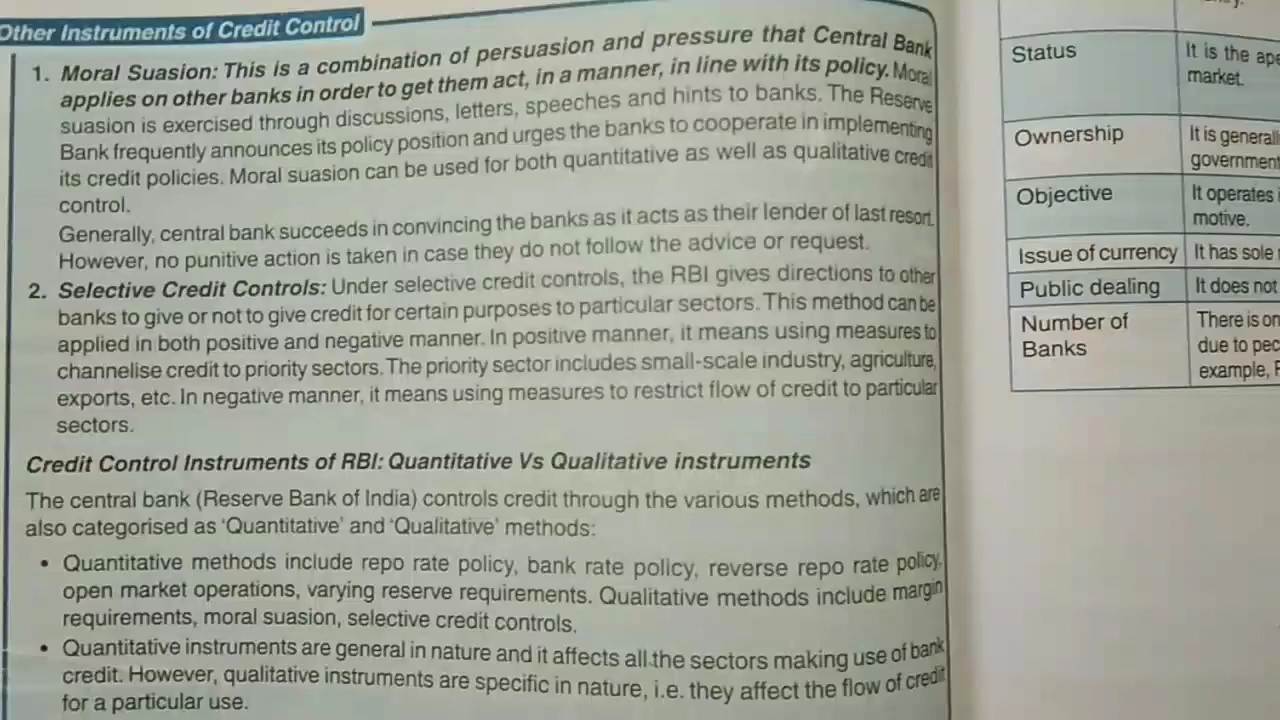 Other Instruments of Credit Control
1. Moral Suasion: This is a combination of persuasion and pressure that Central Bank
applies on other banks in order to get them act, in a manner, in line with its policy. Moral
suasion is exercised through discussions, letters, speeches and hints to banks. The Reserve
Bank frequently announces its policy position and urges the banks to cooperate in implementing
its credit policies. Moral suasion can be used for both quantitative as well as qualitative credit
control.
Generally, central bank succeeds in convincing the banks as it acts as their lender of last resort.
However, no punitive action is taken in case they do not follow the advice or request.
2. Selective Credit Controls: Under selective credit controls, the RBI gives directions to other
banks to give or not to give credit for certain purposes to particular sectors. This method can be
applied in both positive and negative manner. In positive manner, it means using measures to
channelise credit to priority sectors. The priority sector includes small-scale industry, agriculture,
exports, etc. In negative manner, it means using measures to restrict flow of credit to particular
sectors.
Credit Control Instruments of RBI: Quantitative Vs Qualitative instruments
The central bank (Reserve Bank of India) controls credit through the various methods, which are
also categorised as 'Quantitative' and 'Qualitative' methods:
• Quantitative methods include repo rate policy, bank rate policy, reverse repo rate policy,
open market operations, varying reserve requirements. Qualitative methods include margin
requirements, moral suasion, selective credit controls.
• Quantitative instruments are general in nature and it affects all the sectors making use of bank
credit. However, qualitative instruments are specific in nature, i.e. they affect the flow of credit
for a particular use.
Status It is the ape
market.
Ownership It is generall
government
Objective It operates
motive.
Issue of currency It has sole
Public dealing It does not
Number of There is on
Banks due to pec
example,